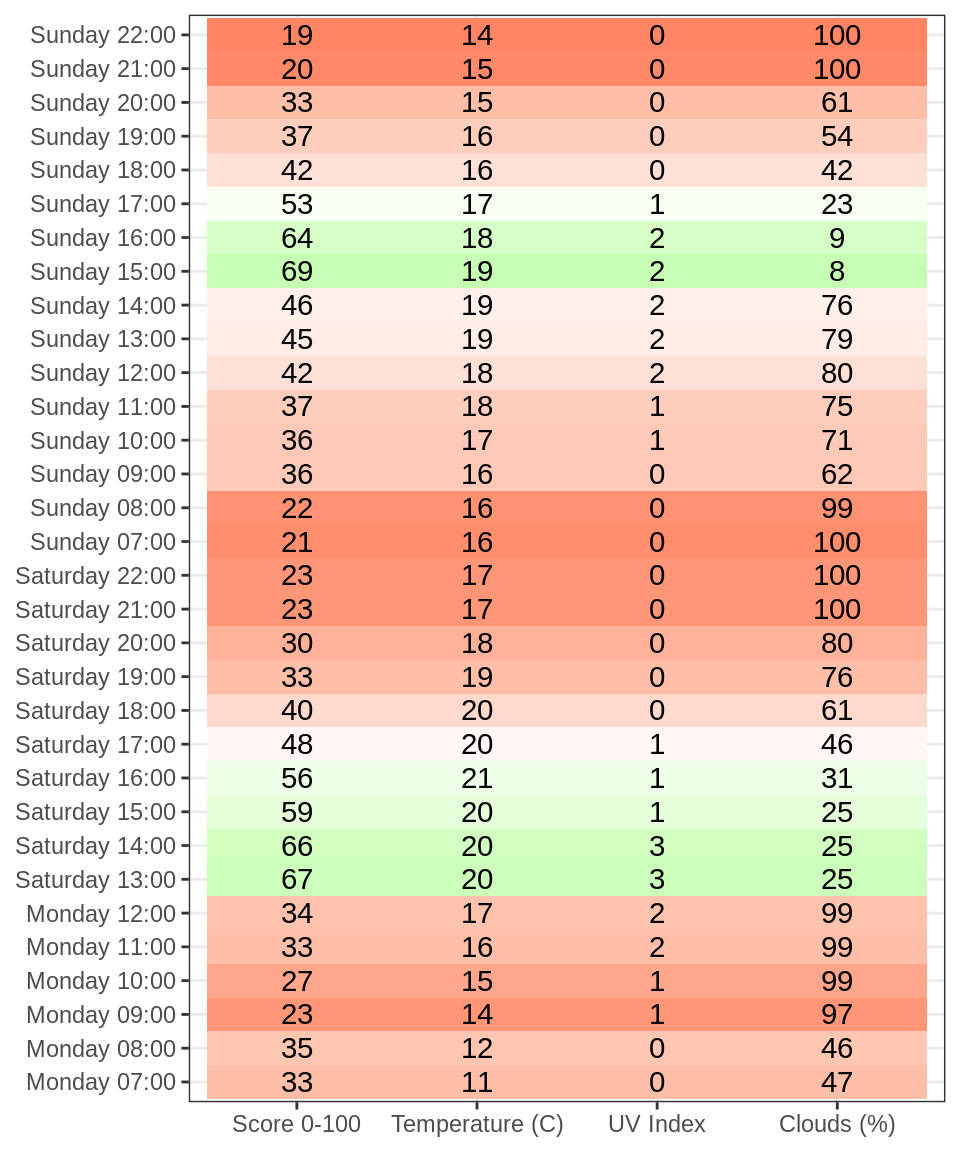 Sunday 22:00 19 14 0 100
Sunday 21:00 20 15 0 100
Sunday 20:00 33 15 0 61
Sunday 19:00 37 16 0 54
Sunday 18:00 42 16 0 42
Sunday 17:00 53 17 1 23
Sunday 16:00 64 18 2 9
Sunday 15:00 69 19 2 8
Sunday 14:00 46 19 2 76
Sunday 13:00 45 19 2 79
Sunday 12:00 42 18 2 80
Sunday 11:00 37 18 1 75
Sunday 10:00 36 17 1 71
Sunday 09:00 36 16 0 62
Sunday 08:00 22 16 0 99
Sunday 07:00 21 16 0 100
Saturday 22:00 23 17 0 100
Saturday 21:00 23 17 0 100
Saturday 20:00 30 18 0 80
Saturday 19:00 33 19 0 76
Saturday 18:00 40 20 0 61
Saturday 17:00 48 20 1 46
Saturday 16:00 56 21 1 31
Saturday 15:00 59 20 1 25
Saturday 14:00 66 20 3 25
Saturday 13:00 67 20 3 25
Monday 12:00 34 17 2 99
Monday 11:00 33 16 2 99
Monday 10:00 27 15 1 99
Monday 09:00 23 14 1 97
Monday 08:00 35 12 0 46
Monday 07:00 33 11 0 47
Score 0-100 Temperature (C) UV Index Clouds (%)